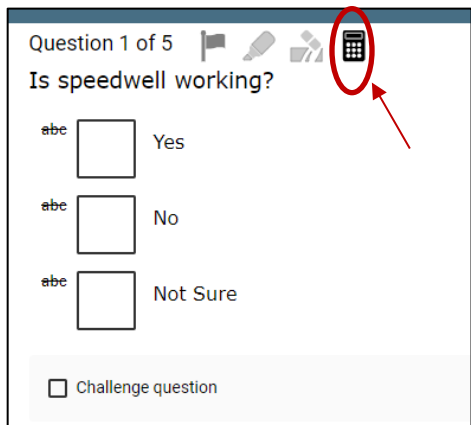 Question 1 of 5
Is speedwell working?
abc Yes
abc No
abc Not Sure
Challenge question